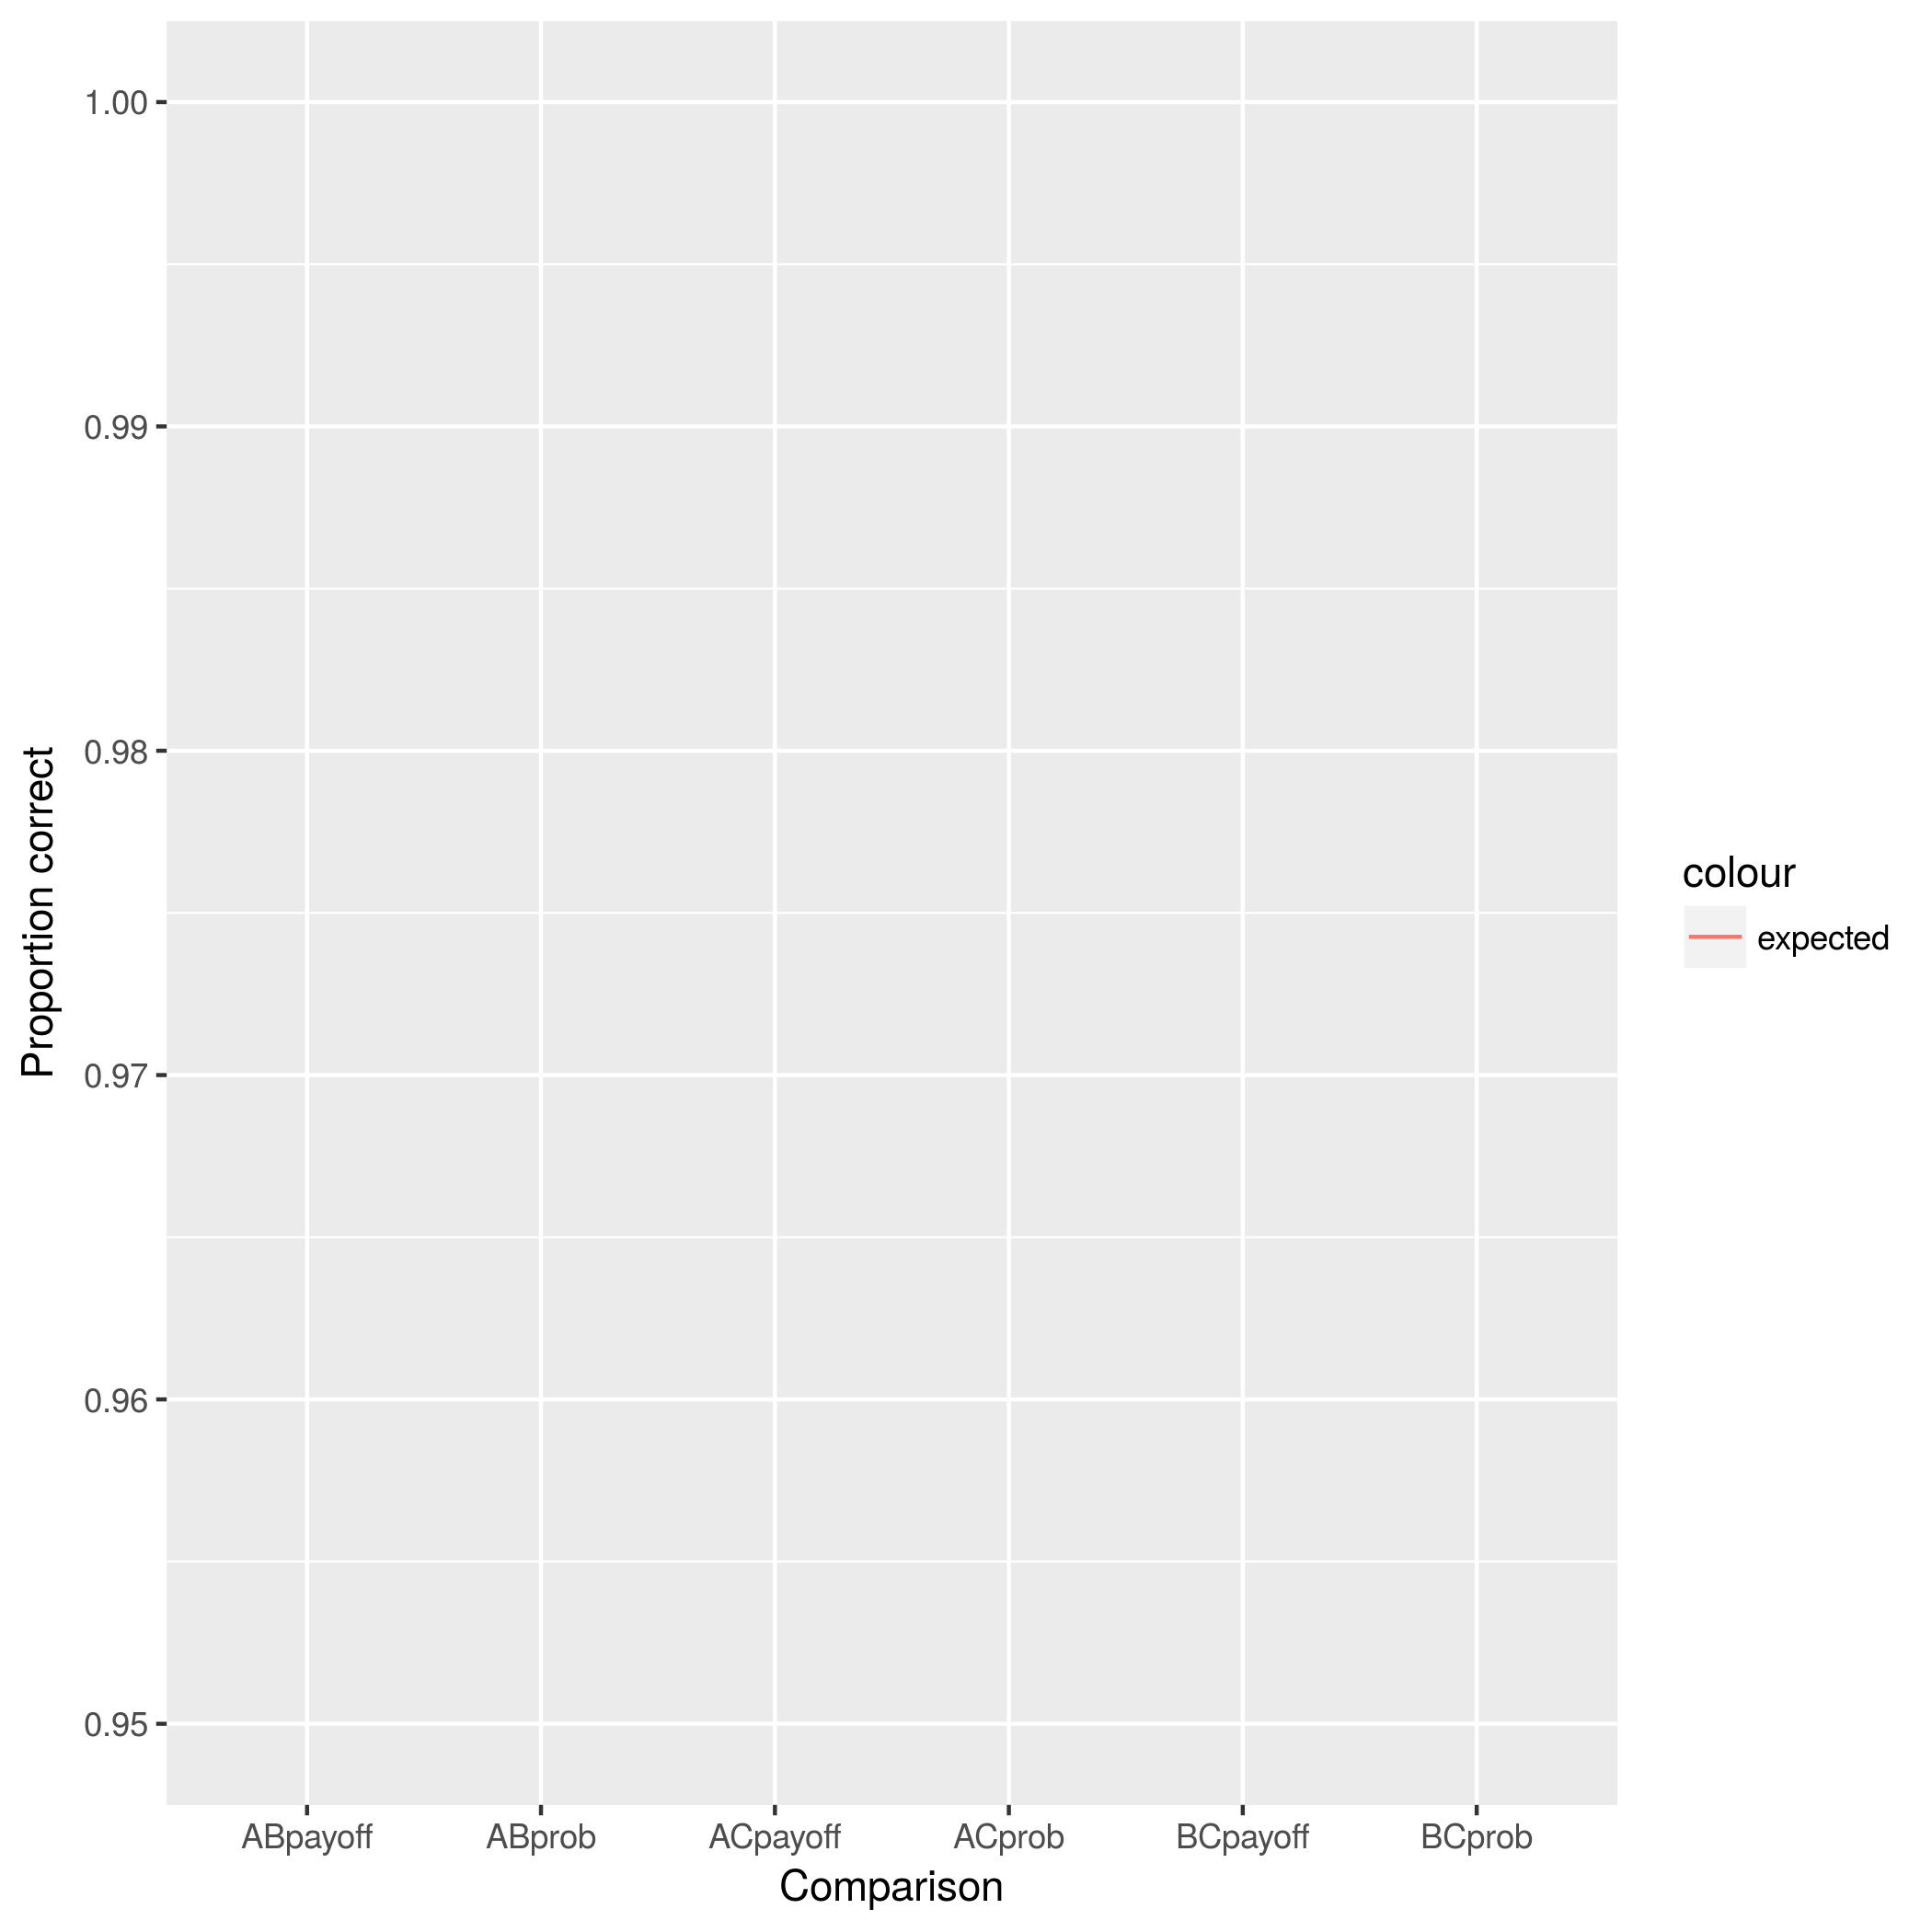 1.00
0.99
0.98
0.97
0.96
0.95
Proportion correct
ABpayoff
ABprob
ACpayoff
ACprob
BCpayoff
BCprob
Comparison
colour
expected